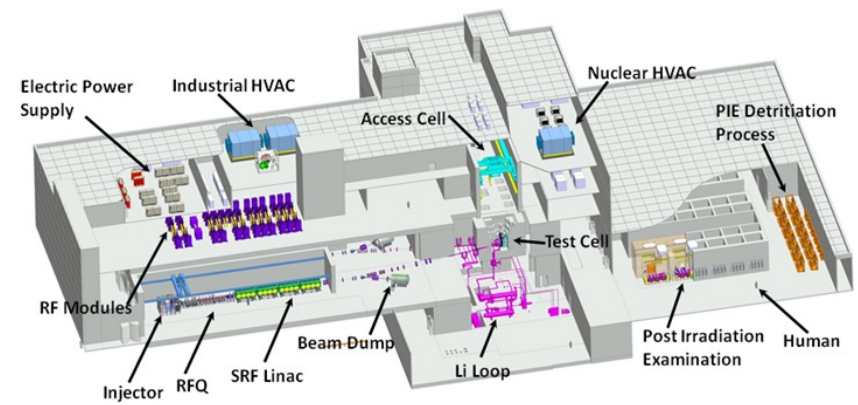 Electric Power
Supply
Industrial HVAC
Access Cell
Nuclear HVAC
PIE Detritiation
Process
Test Cell
RF Modules
Injector
RFQ
SRF Linac
Beam Dump
Li Loop
Post Irradiation
Examination
Human